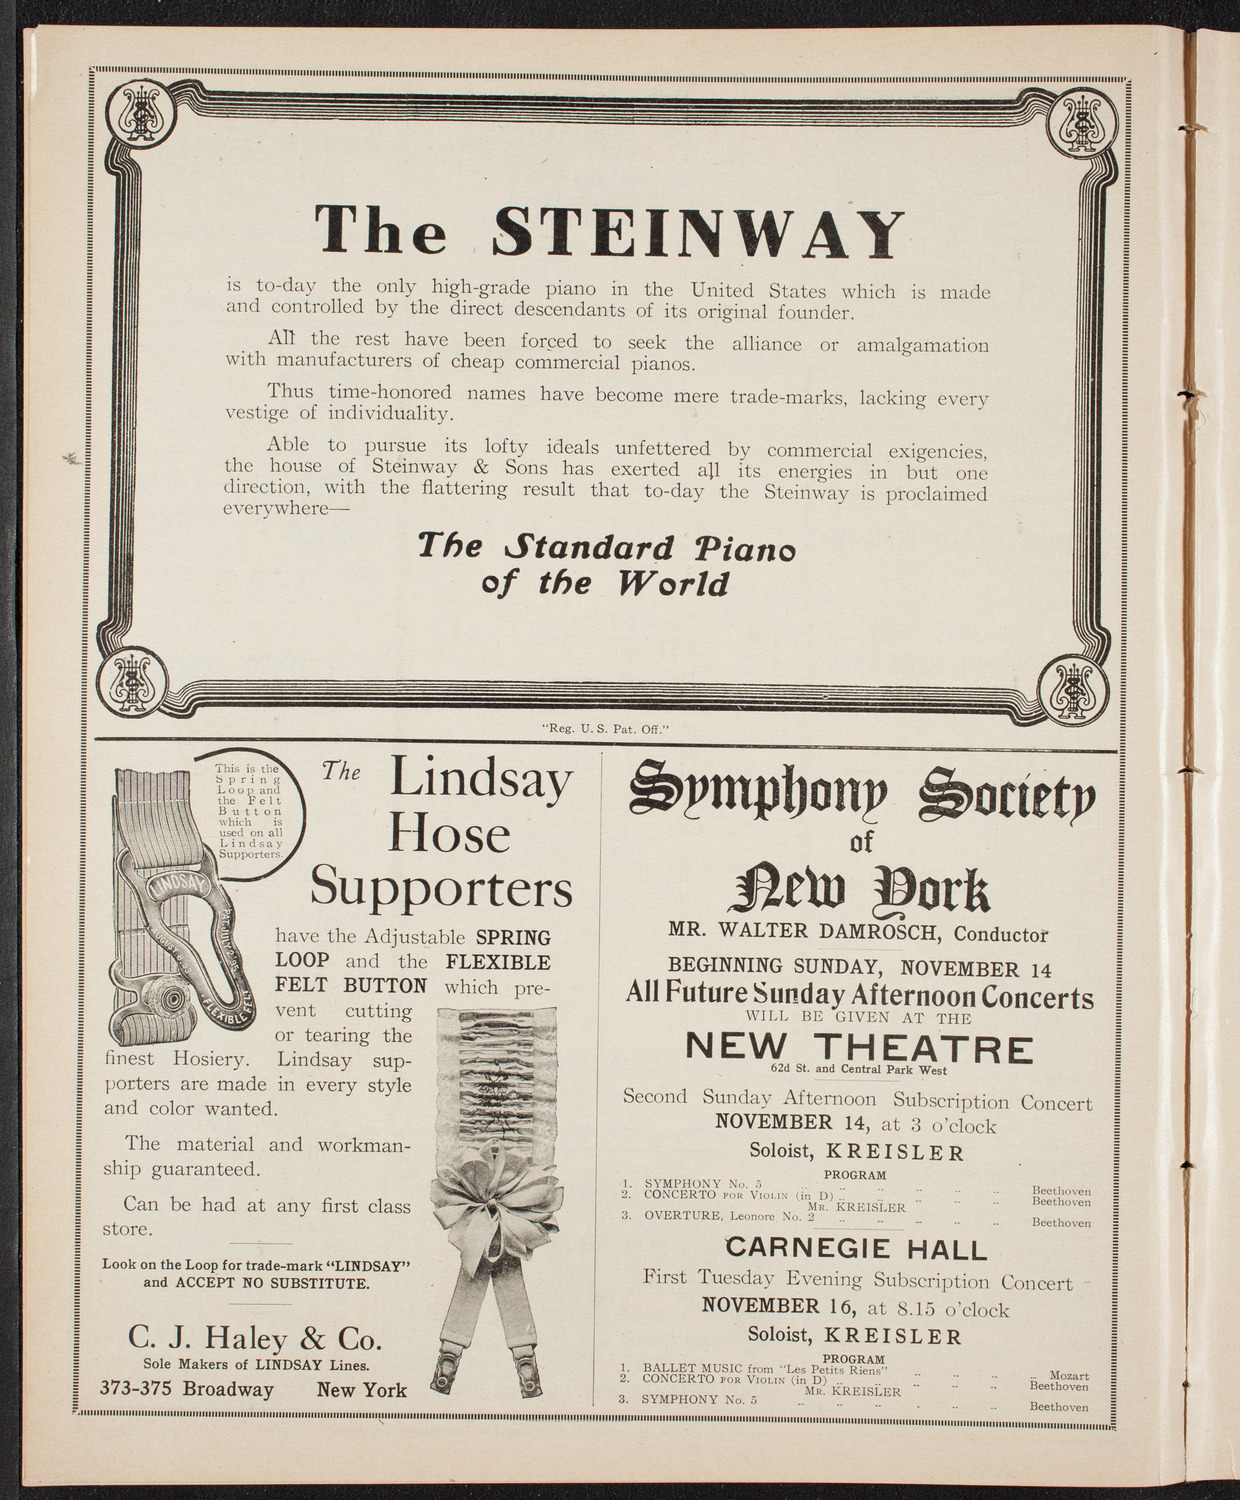 The STEINWAY
is to-day the only high-grade piano in the United States which is made
and controlled by the direct descendants of its original founder.
All the rest have been forced to seek the alliance or amalgamation
with manufacturers of cheap commercial pianos.
Thus time-honored names have become mere trade-marks, lacking every
vestige of individuality.
Able to pursue its lofty ideals unfettered by commercial exigencies,
the house of Steinway & Sons has exerted all its energies in but one
direction, with the flattering result that to-day the Steinway is proclaimed
everywhere—
The Standard Piano
of the World
"Reg. U. S. Pat. Off."
This is the
Spring
Loop and
the Felt
Button
which is
used on all
Lindsay
Supporters.
LINDSAY
The Lindsay
Hose
Supporters
have the Adjustable SPRING
LOOP and the FLEXIBLE
FELT BUTTON which pre-
vent cutting
or tearing the
finest Hosiery. Lindsay sup-
porters are made in every style
and color wanted.
The material and workman-
ship guaranteed.
Can be had at any first class
store.
Look on the Loop for trade-mark "LINDSAY"
and ACCEPT NO SUBSTITUTE.
C. J. Haley & Co.
Sole Makers of LINDSAY Lines.
373-375 Broadway New York
Symphony Society
of
New York
MR. WALTER DAMROSCH, Conductor
BEGINNING SUNDAY, NOVEMBER 14
All Future Sunday Afternoon Concerts
WILL BE GIVEN AT THE
NEW THEATRE
62d St. and Central Park West
Second Sunday Afternoon Subscription Concert
NOVEMBER 14, at 3 o'clock
Soloist, KREISLER
PROGRAM
1. SYMPHONY No. 5 .. .. .. .. .. Beethoven
2. CONCERTO FOR VIOLIN (in D) .. .. .. .. .. Beethoven
MR. KREISLER
3. OVERTURE, Leonore No. 2 .. .. .. .. .. Beethoven
CARNEGIE HALL
First Tuesday Evening Subscription Concert
NOVEMBER 16, at 8.15 o'clock
Soloist, KREISLER
PROGRAM
1. BALLET MUSIC from "Les Petits Riens" .. .. .. .. Mozart
2. CONCERTO FOR VIOLIN (in D) .. .. .. .. .. Beethoven
MR. KREISLER
3. SYMPHONY No. 5 .. .. .. .. .. .. Beethoven